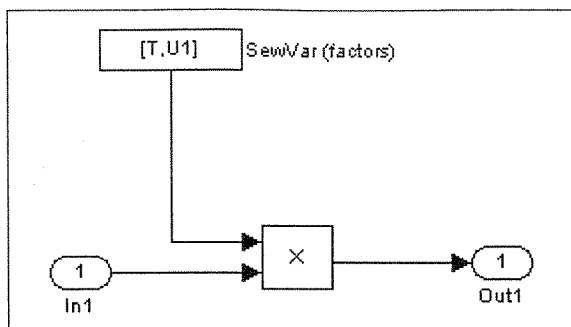 [T,U1] SewVar(factors)
×
1
In1
1
Out1